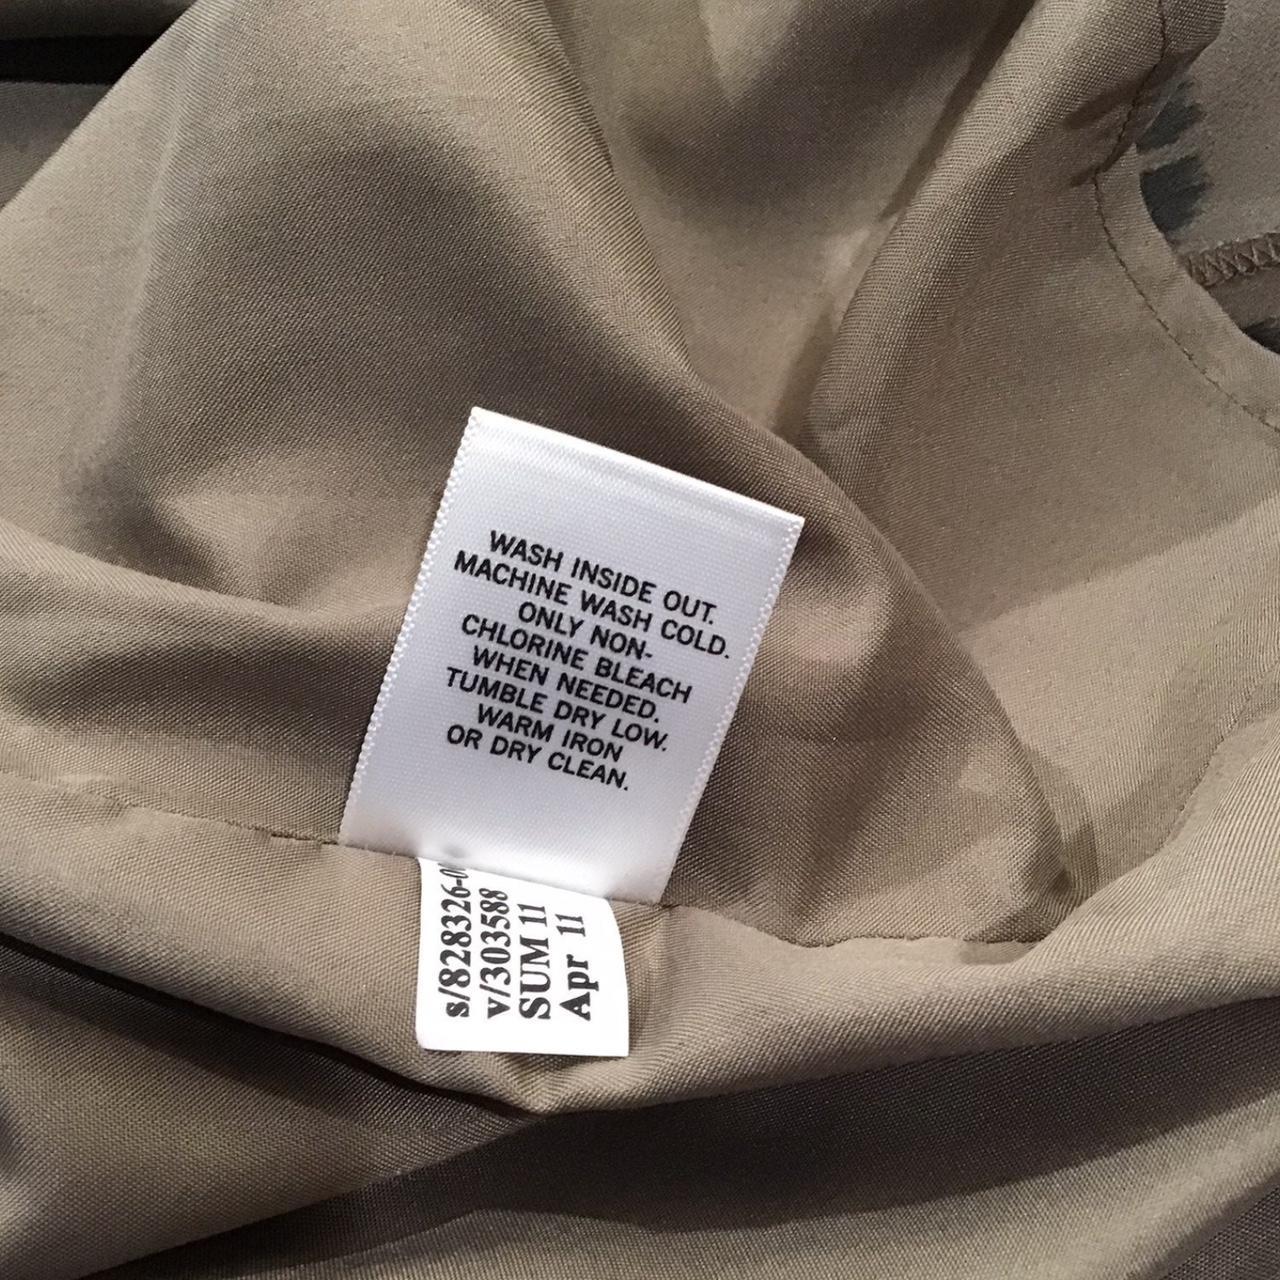 WASH INSIDE OUT.
MACHINE WASH COLD.
ONLY NON-
CHLORINE BLEACH
WHEN NEEDED.
TUMBLE DRY LOW.
WARM IRON
OR DRY CLEAN.
v/303588
SUM 11
Apr 11